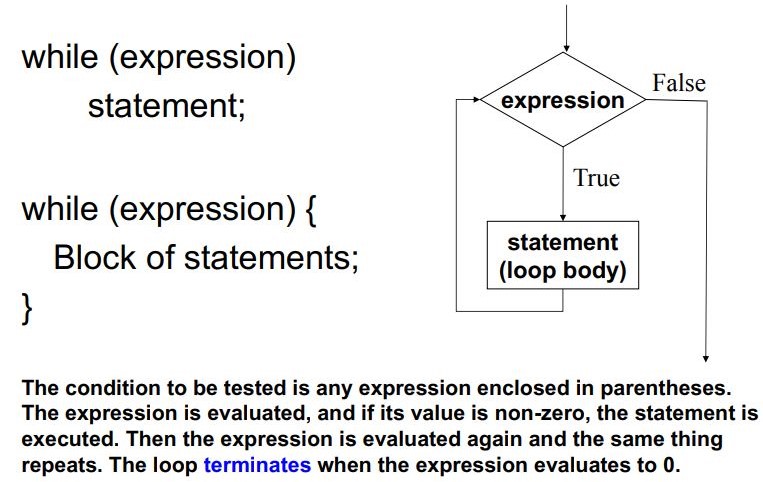 while (expression)
statement;
while (expression) {
Block of statements;
}
expression
False
True
statement
(loop body)
The condition to be tested is any expression enclosed in parentheses.
The expression is evaluated, and if its value is non-zero, the statement is
executed. Then the expression is evaluated again and the same thing
repeats. The loop terminates when the expression evaluates to 0.